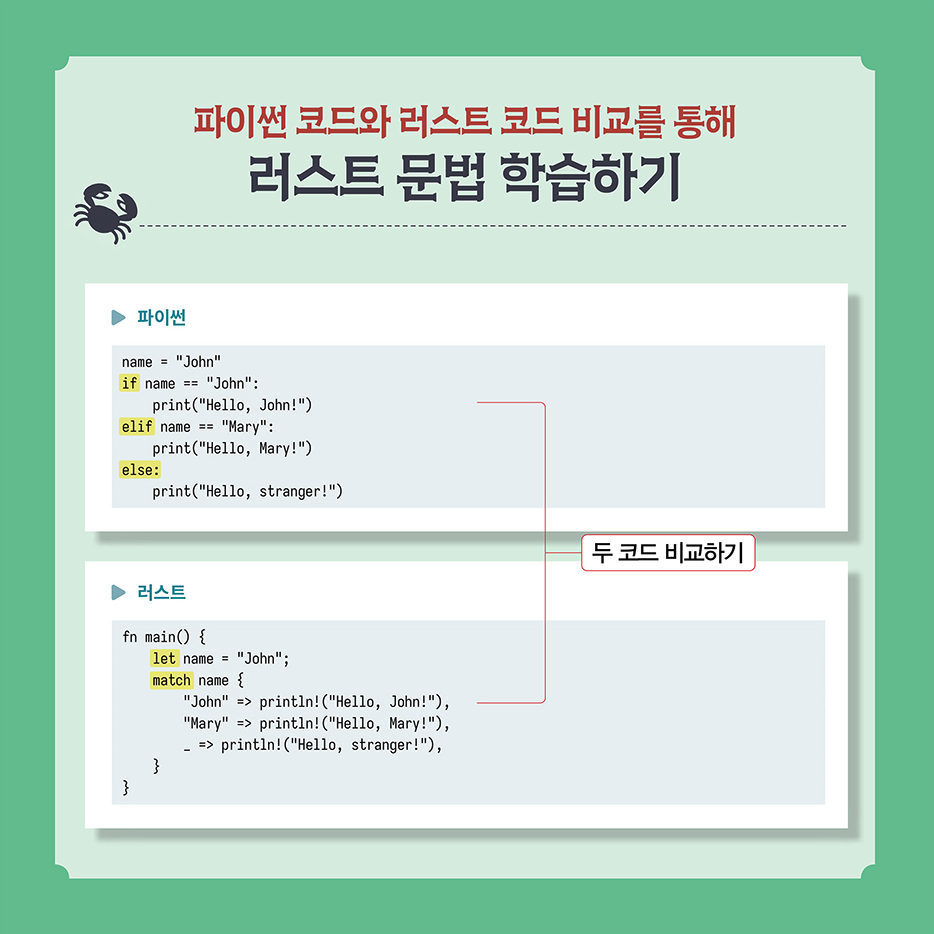 파이썬 코드와 러스트 코드 비교를 통해
러스트 문법 학습하기
파이썬
name = "John"
if name == "John":
    print("Hello, John!")
elif name == "Mary":
    print("Hello, Mary!")
else:
    print("Hello, stranger!")
두 코드 비교하기
러스트
fn main() {
    let name = "John";
    match name {
        "John" => println!("Hello, John!"),
        "Mary" => println!("Hello, Mary!"),
        _ => println!("Hello, stranger!"),
    }
}